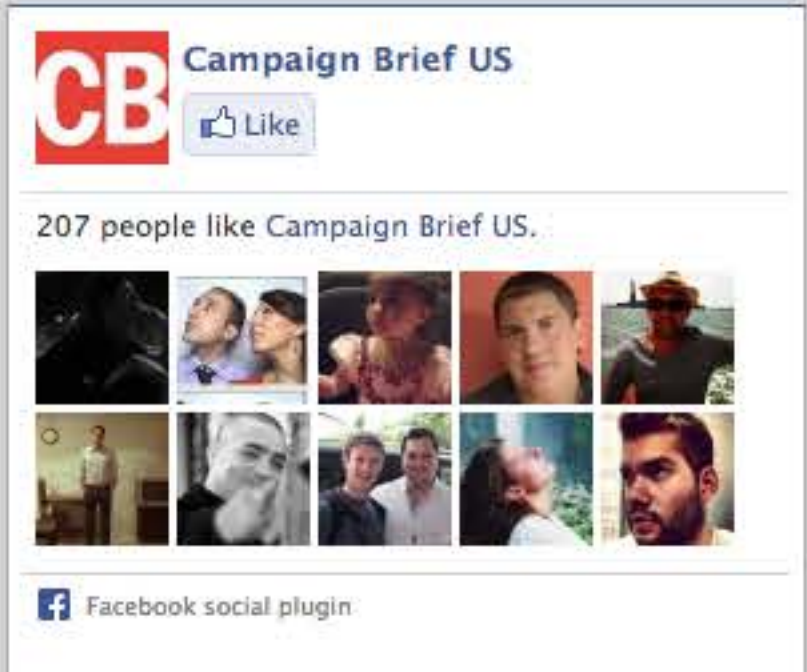 CB
Campaign Brief US
Like
207 people like Campaign Brief US.
Facebook social plugin